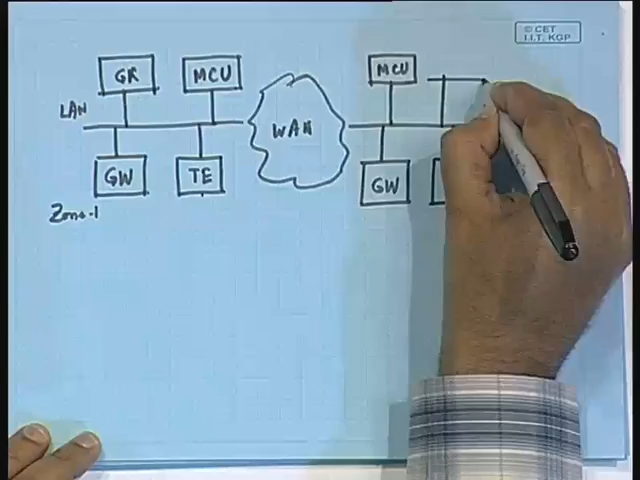 © CET
I.I.T. KGP
GK MCU MCU
LAN
WAN
GW TE GW
Zone-1